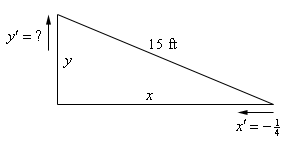 y′ = ?
15 ft
y
x
x′ = −1/4